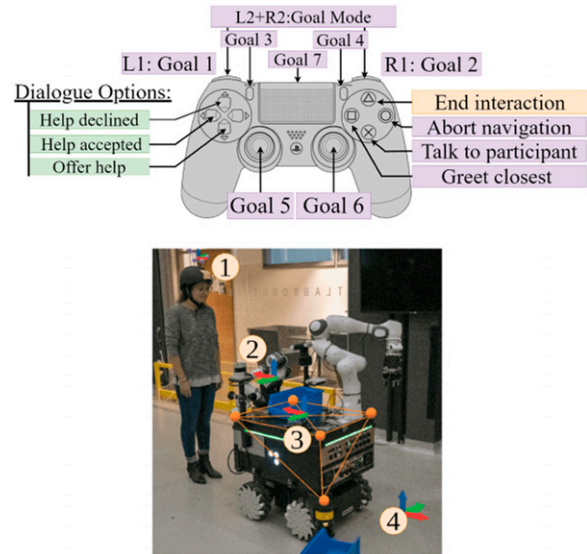 L2+R2:Goal Mode
Goal 3
Goal 4
L1: Goal 1
Goal 7
R1: Goal 2
Dialogue Options:
End interaction
Help declined
Abort navigation
Help accepted
Talk to participant
Offer help
Greet closest
Goal 5
Goal 6
1
2
3
4